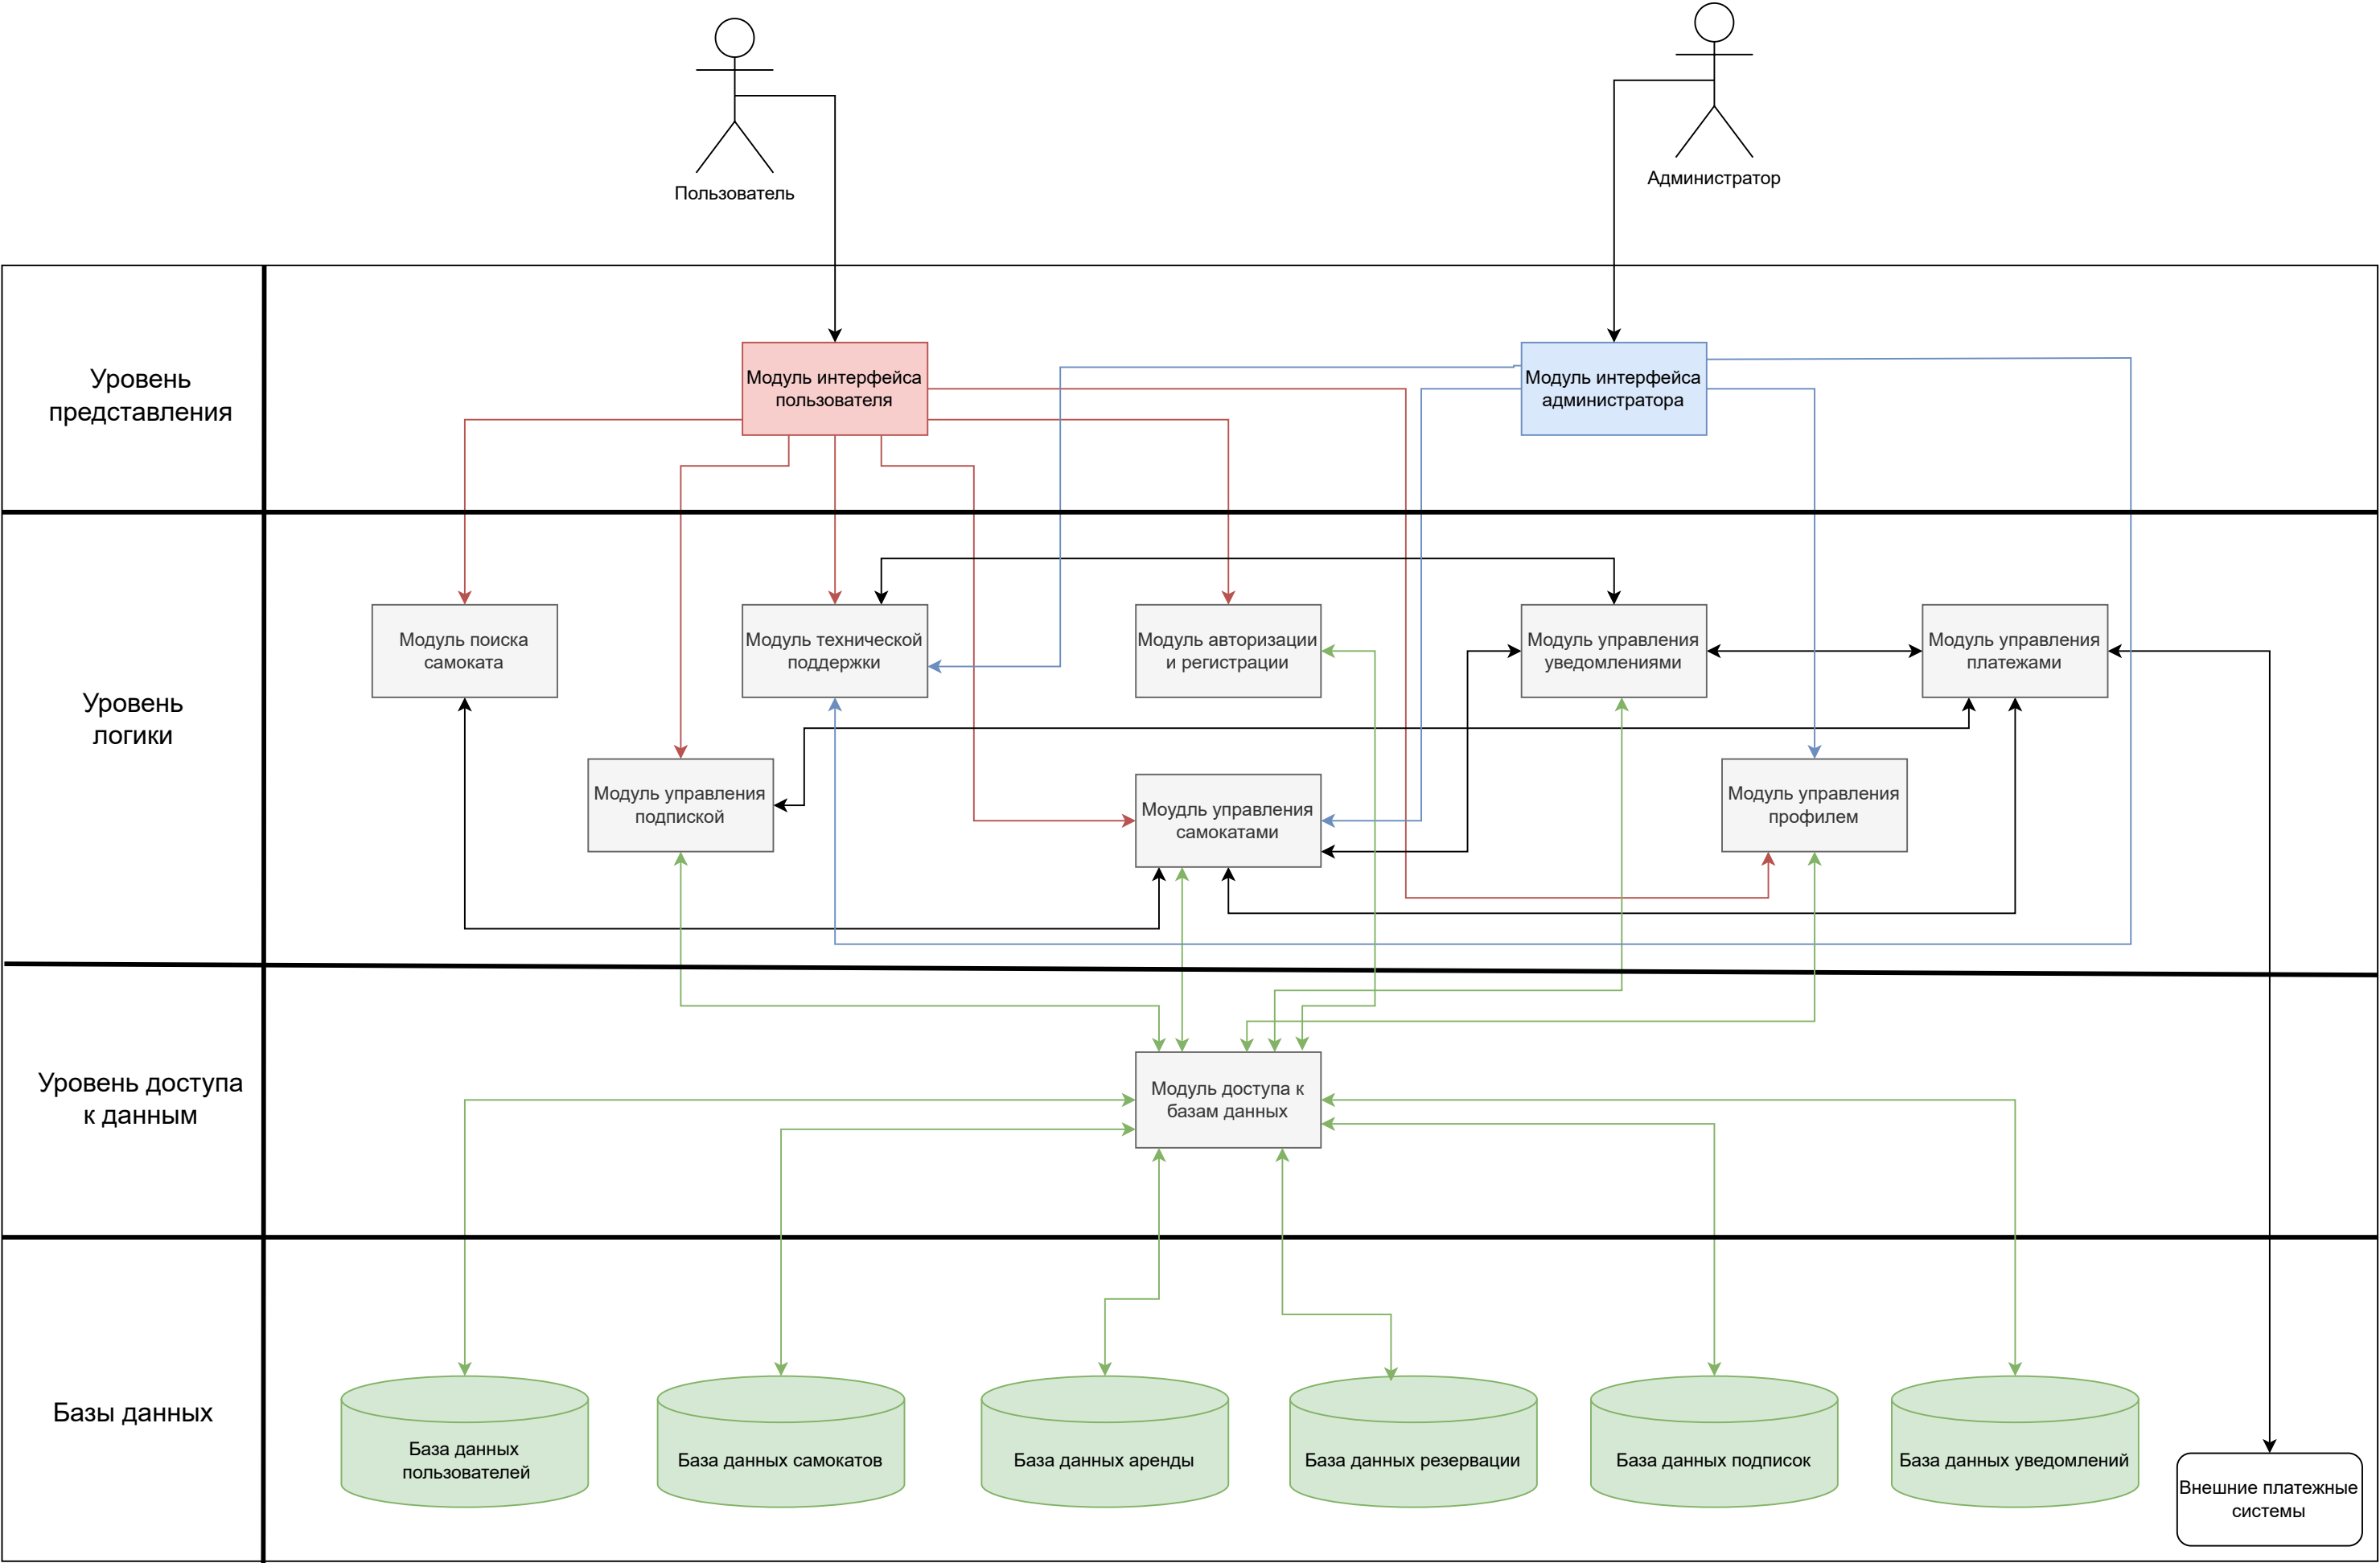 Пользователь
Администратор
Уровень
представления
Модуль интерфейса
пользователя
Модуль интерфейса
администратора
Уровень
логики
Модуль поиска
самоката
Модуль технической
поддержки
Модуль авторизации
и регистрации
Модуль управления
уведомлениями
Модуль управления
платежами
Модуль управления
подпиской
Моудль управления
самокатами
Модуль управления
профилем
Уровень доступа
к данным
Модуль доступа к
базам данных
Базы данных
База данных
пользователей
База данных самокатов
База данных аренды
База данных резервации
База данных подписок
База данных уведомлений
Внешние платежные
системы